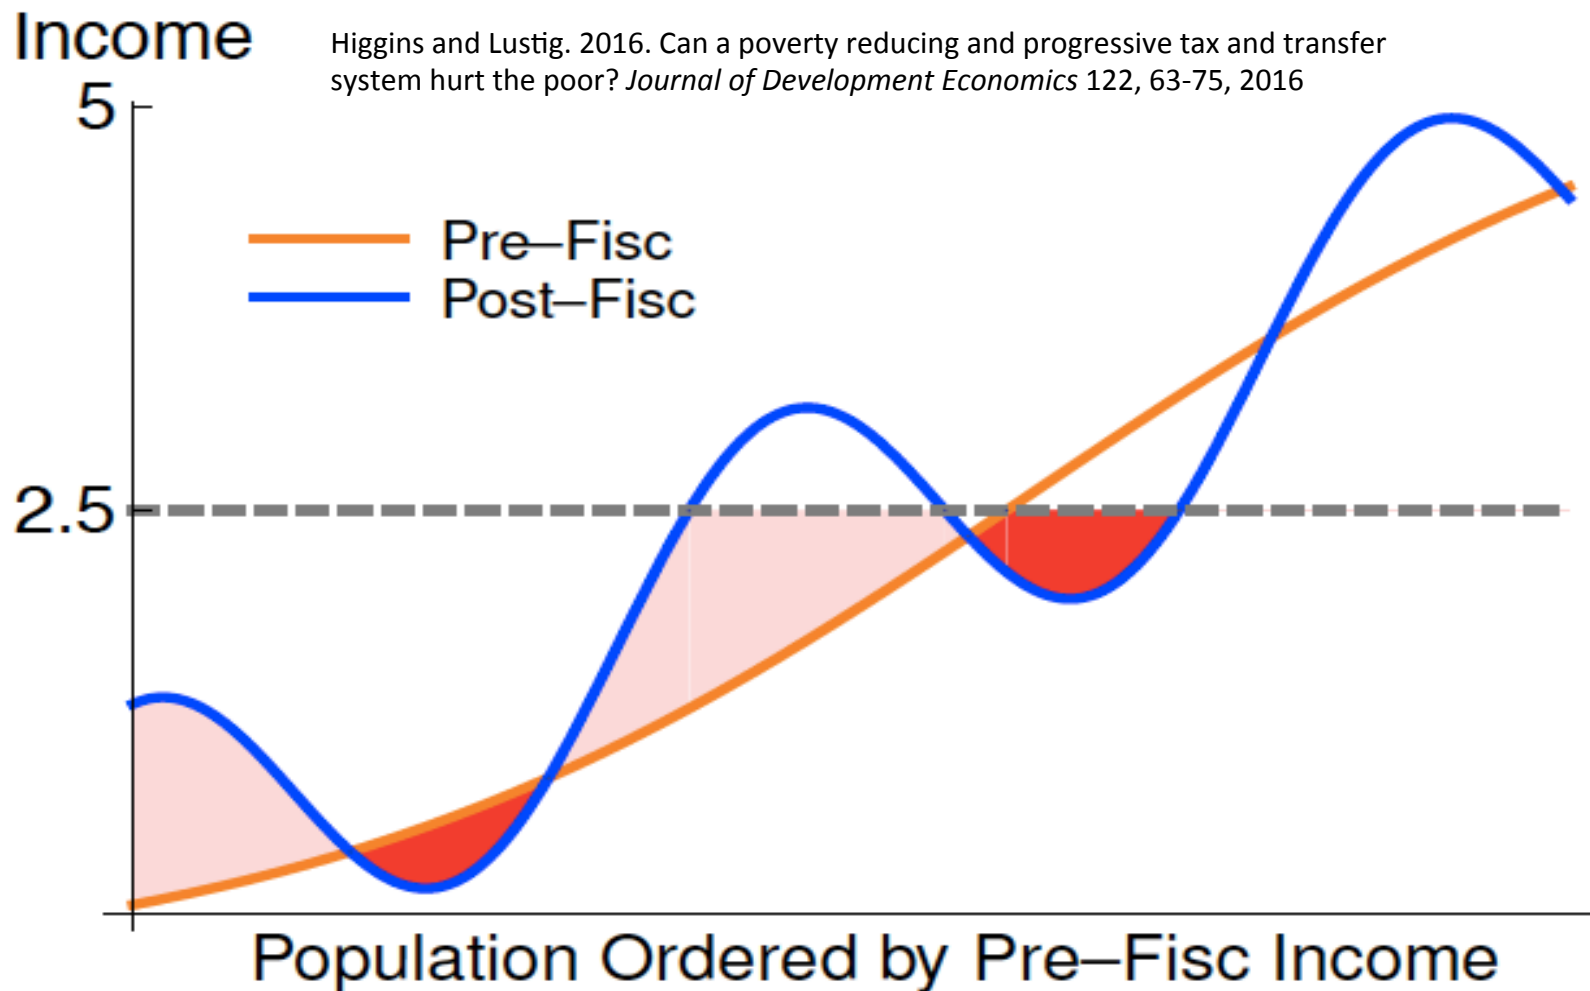 Income
Higgins and Lustig. 2016. Can a poverty reducing and progressive tax and transfer
system hurt the poor? Journal of Development Economics 122, 63-75, 2016
5
Pre–Fisc
Post–Fisc
2.5
Population Ordered by Pre–Fisc Income